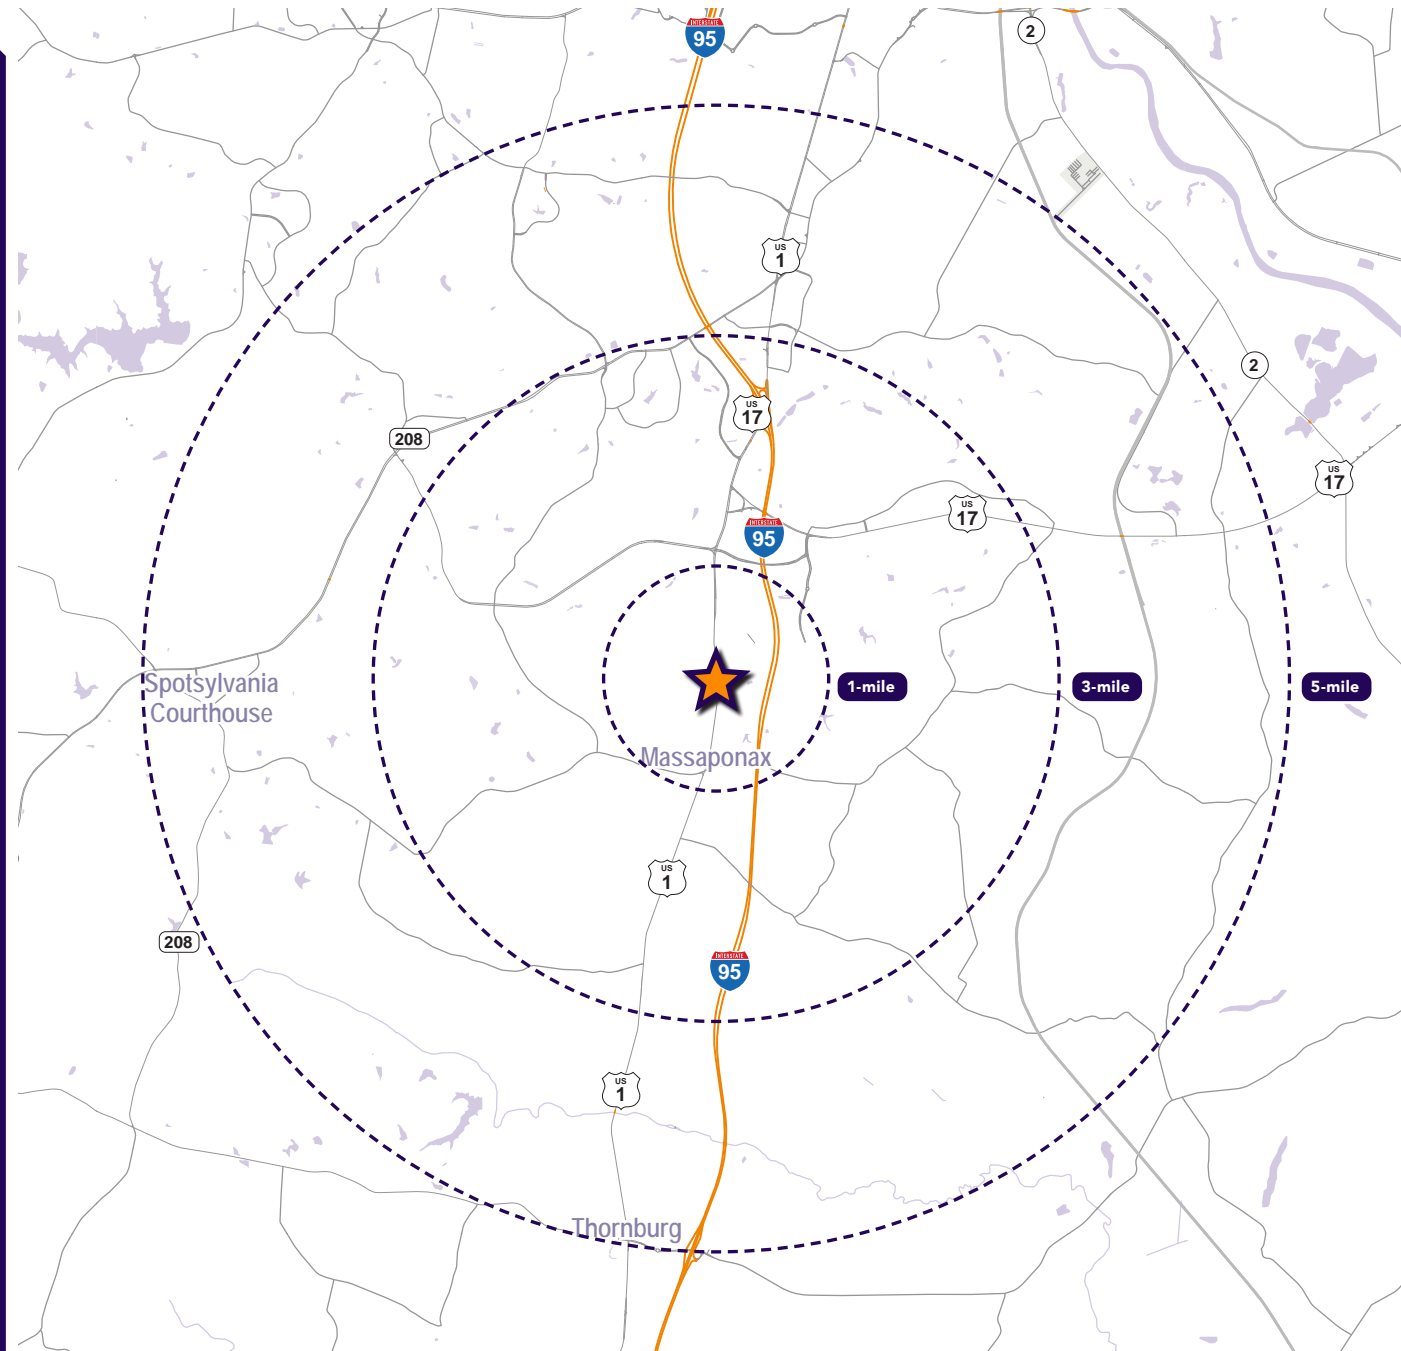 INTERSTATE
95
2
US
1
2
US
17
208
US
17
US
17
INTERSTATE
95
Spotsylvania
Courthouse
1-mile
3-mile
5-mile
Massaponax
US
1
208
INTERSTATE
95
US
1
Thornburg